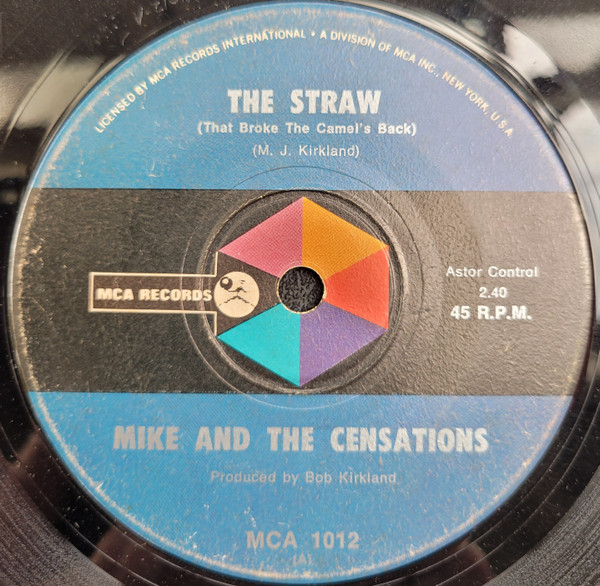 LICENSED BY MCA RECORDS INTERNATIONAL • A DIVISION OF MCA INC., NEW YORK, U.S.A
THE STRAW
(That Broke The Camel's Back)
(M. J. Kirkland)
MCA RECORDS
Astor Control
2.40
45 R.P.M.
MIKE AND THE CENSATIONS
Produced by Bob Kirkland
MCA 1012
(A)